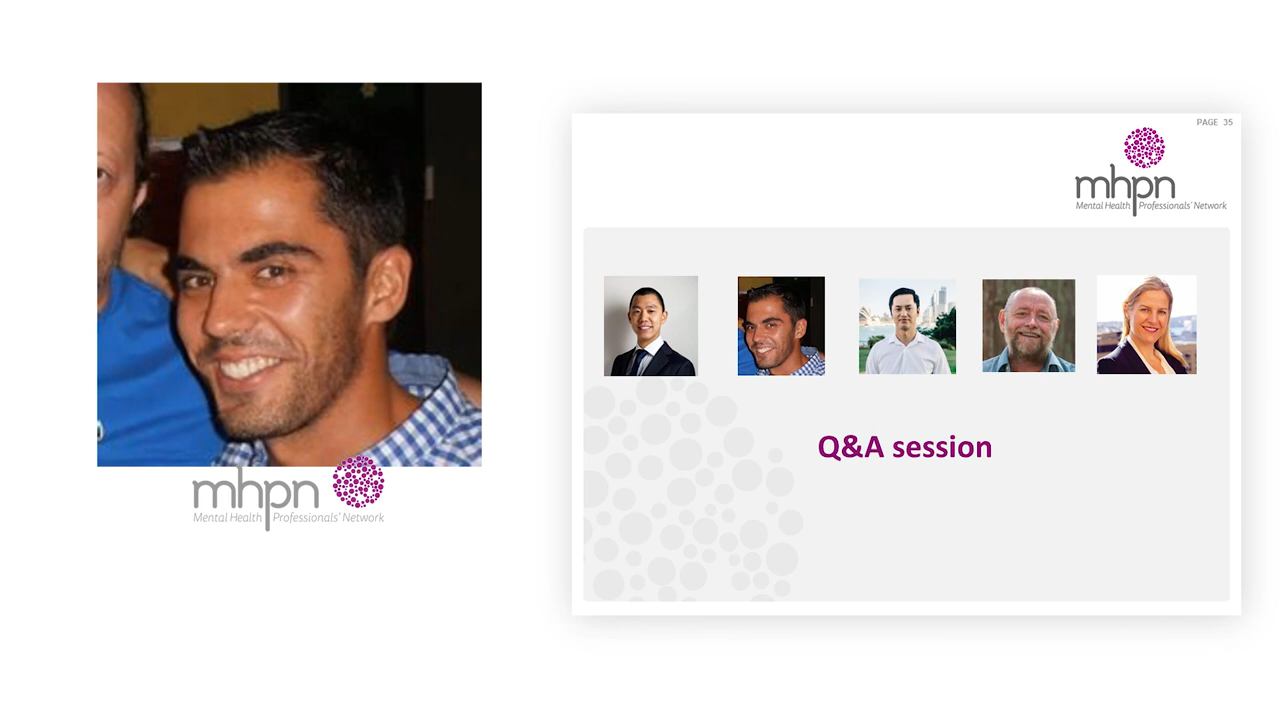 mhpn
Mental Health Professionals' Network
PAGE 35
mhpn
Mental Health Professionals' Network
Q&A session